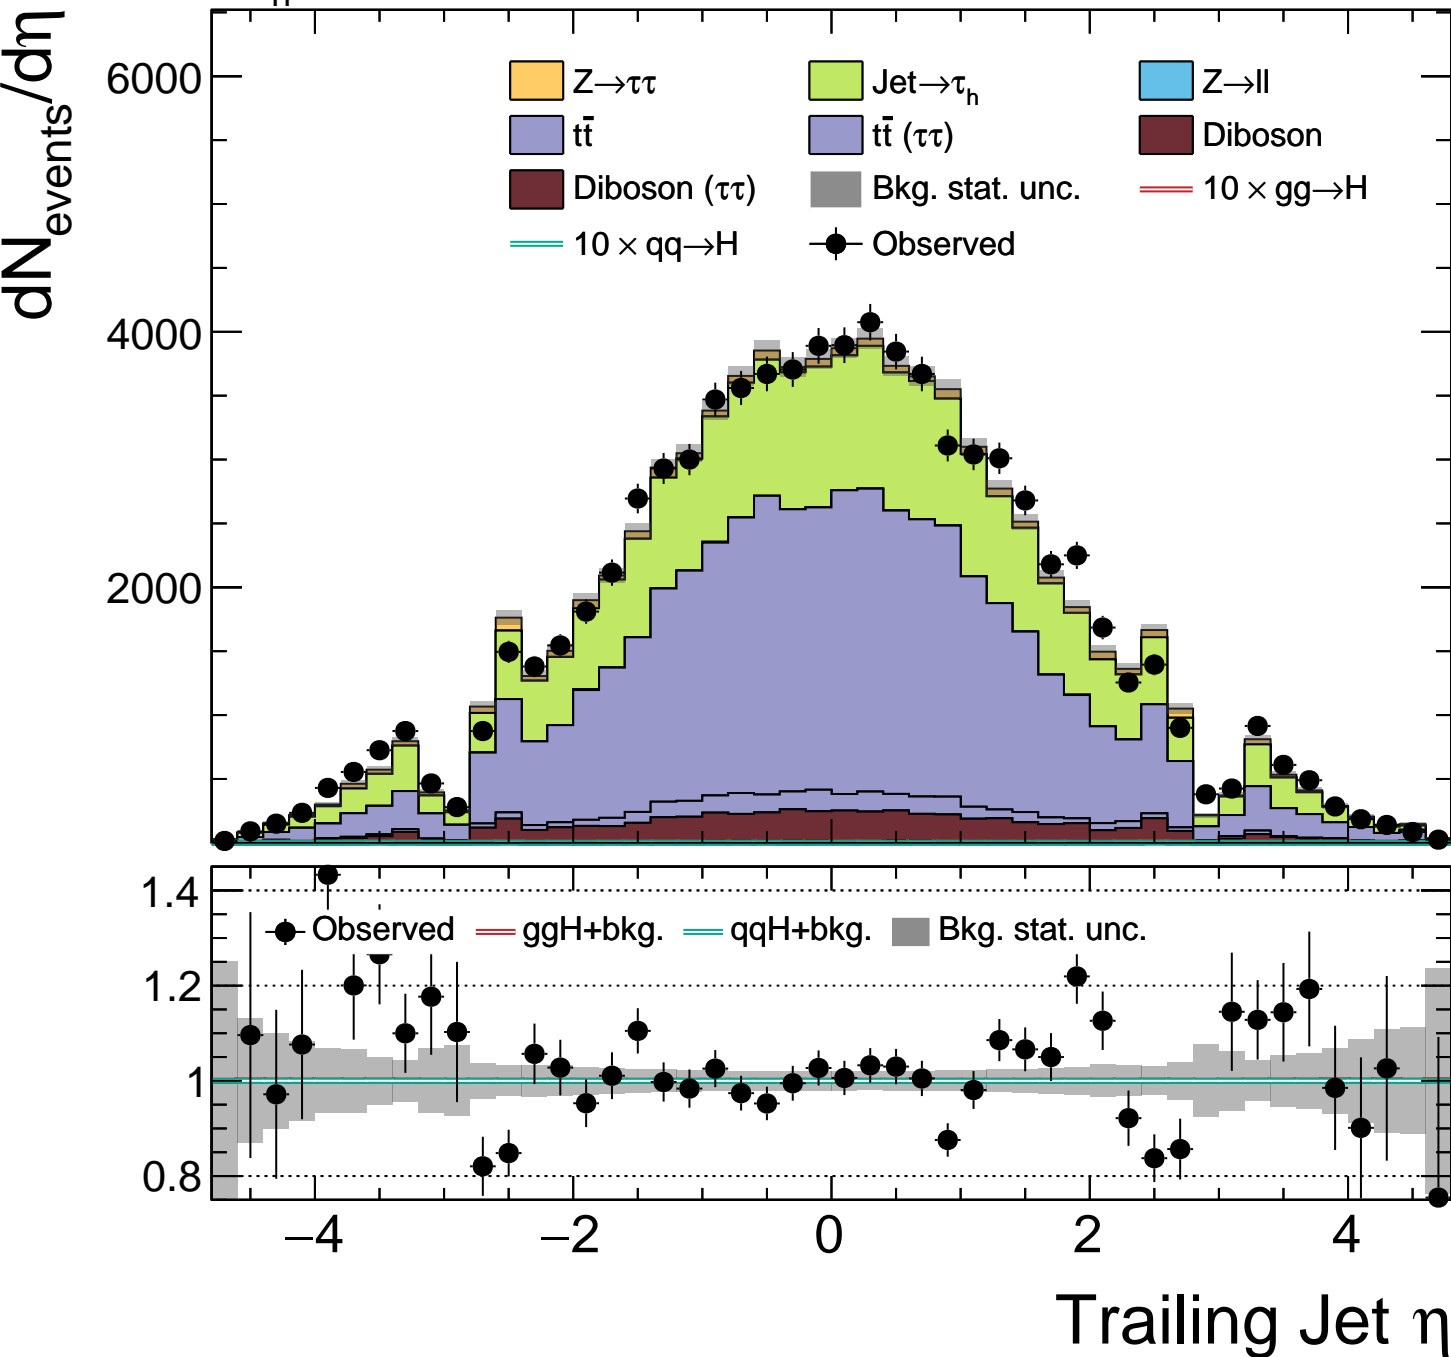 dN_events/dη
6000
4000
2000
Z→ττ Jet→τ_h Z→ll
tt̄ tt̄ (ττ) Diboson
Diboson (ττ) Bkg. stat. unc. 10 × gg→H
10 × qq→H Observed
1.4
1.2
1
0.8
Observed ggH+bkg. qqH+bkg. Bkg. stat. unc.
−4 −2 0 2 4
Trailing Jet η